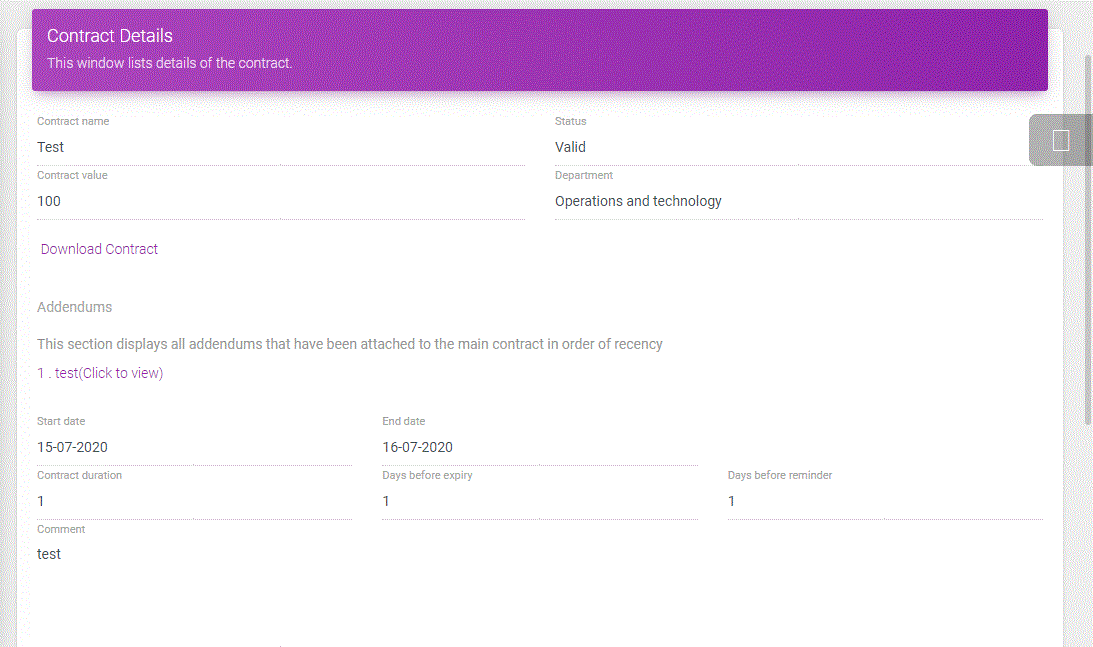 Contract Details
This window lists details of the contract.
Contract name
Status
Test
Valid
Contract value
Department
100
Operations and technology
Download Contract
Addendums
This section displays all addendums that have been attached to the main contract in order of recency
1 . test(Click to view)
Start date
End date
15-07-2020
16-07-2020
Contract duration
Days before expiry
Days before reminder
1
1
1
Comment
test